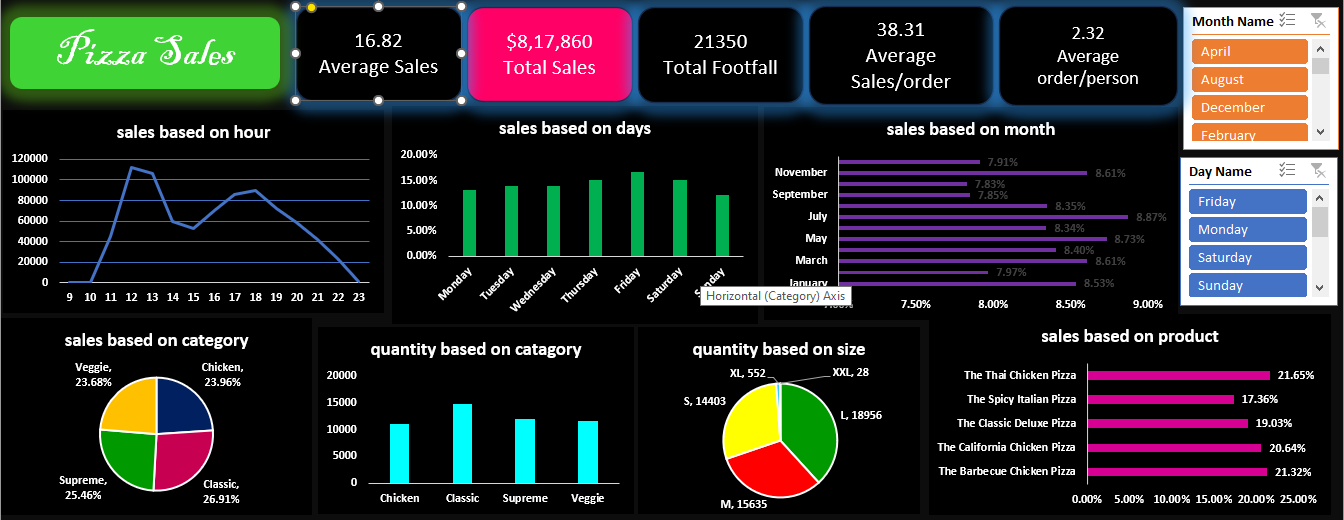 Pizza Sales
16.82
Average Sales
$8,17,860
Total Sales
21350
Total Footfall
38.31
Average
Sales/order
2.32
Average
order/person
Month Name
April
August
December
February
Day Name
Friday
Monday
Saturday
Sunday
sales based on hour
120000
100000
80000
60000
40000
20000
0
9 10 11 12 13 14 15 16 17 18 19 20 21 22 23
sales based on days
20.00%
15.00%
10.00%
5.00%
0.00%
Monday Tuesday Wednesday Thursday Friday Saturday Sunday
Horizontal (Category) Axis
sales based on month
7.91%
November 8.61%
7.83%
September 7.85%
8.35%
July 8.87%
8.34%
May 8.73%
8.40%
March 8.61%
7.97%
January 8.53%
7.50% 8.00% 8.50% 9.00%
sales based on category
Veggie,
23.68%
Chicken,
23.96%
Supreme,
25.46%
Classic,
26.91%
quantity based on catagory
20000
15000
10000
5000
0
Chicken Classic Supreme Veggie
quantity based on size
XL, 552
XXL, 28
S, 14403
L, 18956
M, 15635
sales based on product
The Thai Chicken Pizza 21.65%
The Spicy Italian Pizza 17.36%
The Classic Deluxe Pizza 19.03%
The California Chicken Pizza 20.64%
The Barbecue Chicken Pizza 21.32%
0.00% 5.00% 10.00% 15.00% 20.00% 25.00%